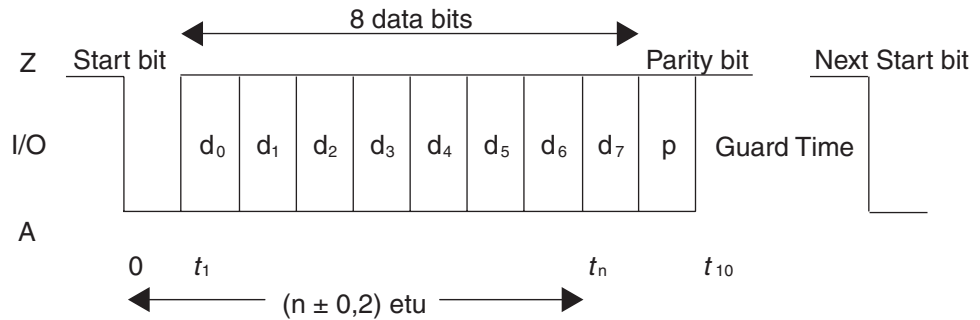 8 data bits
Z Start bit Parity bit Next Start bit
I/O d0 d1 d2 d3 d4 d5 d6 d7 p Guard Time
A
0 t1 tn t10
(n ± 0,2) etu